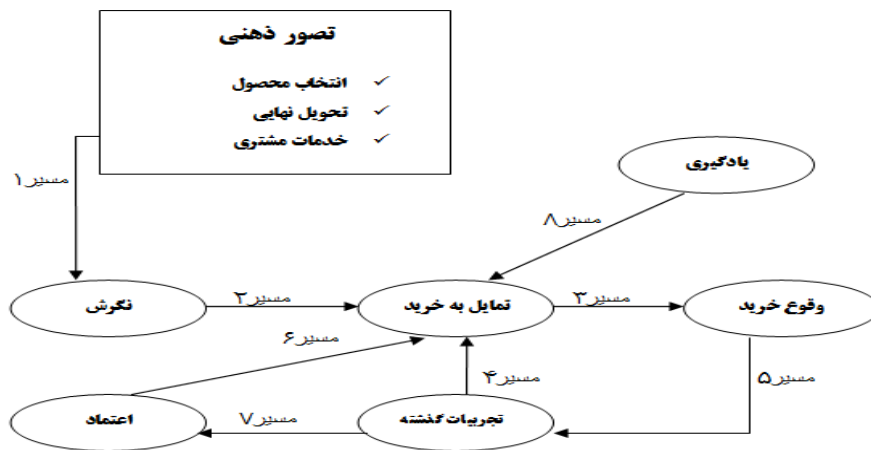 تصور ذهنی
✓ انتخاب محصول
✓ تحویل نهایی
✓ خدمات مشتری
یادگیری
مسیر۱
مسیر۸
نگرش
مسیر۲
تمایل به خرید
مسیر۳
وقوع خرید
مسیر۶
مسیر۴
مسیر۵
اعتماد
مسیر۷
تجربیات گذشته